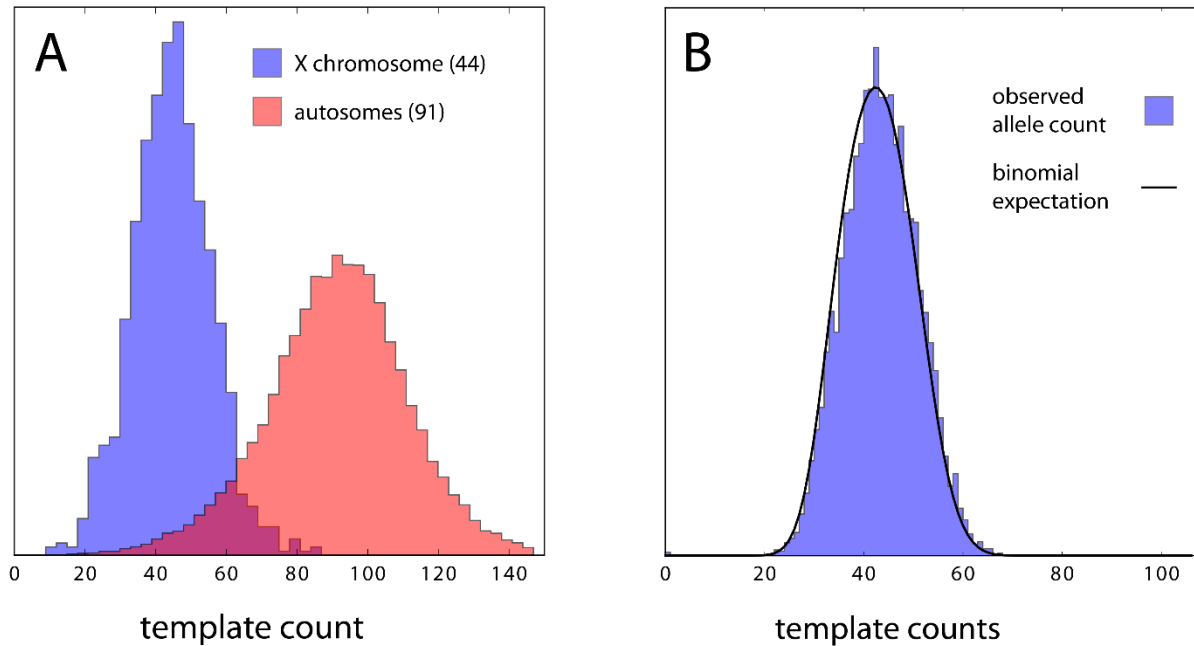 A
X chromosome (44)
autosomes (91)
0 20 40 60 80 100 120 140
template count
B
observed
allele count
binomial
expectation
0 20 40 60 80 100
template counts